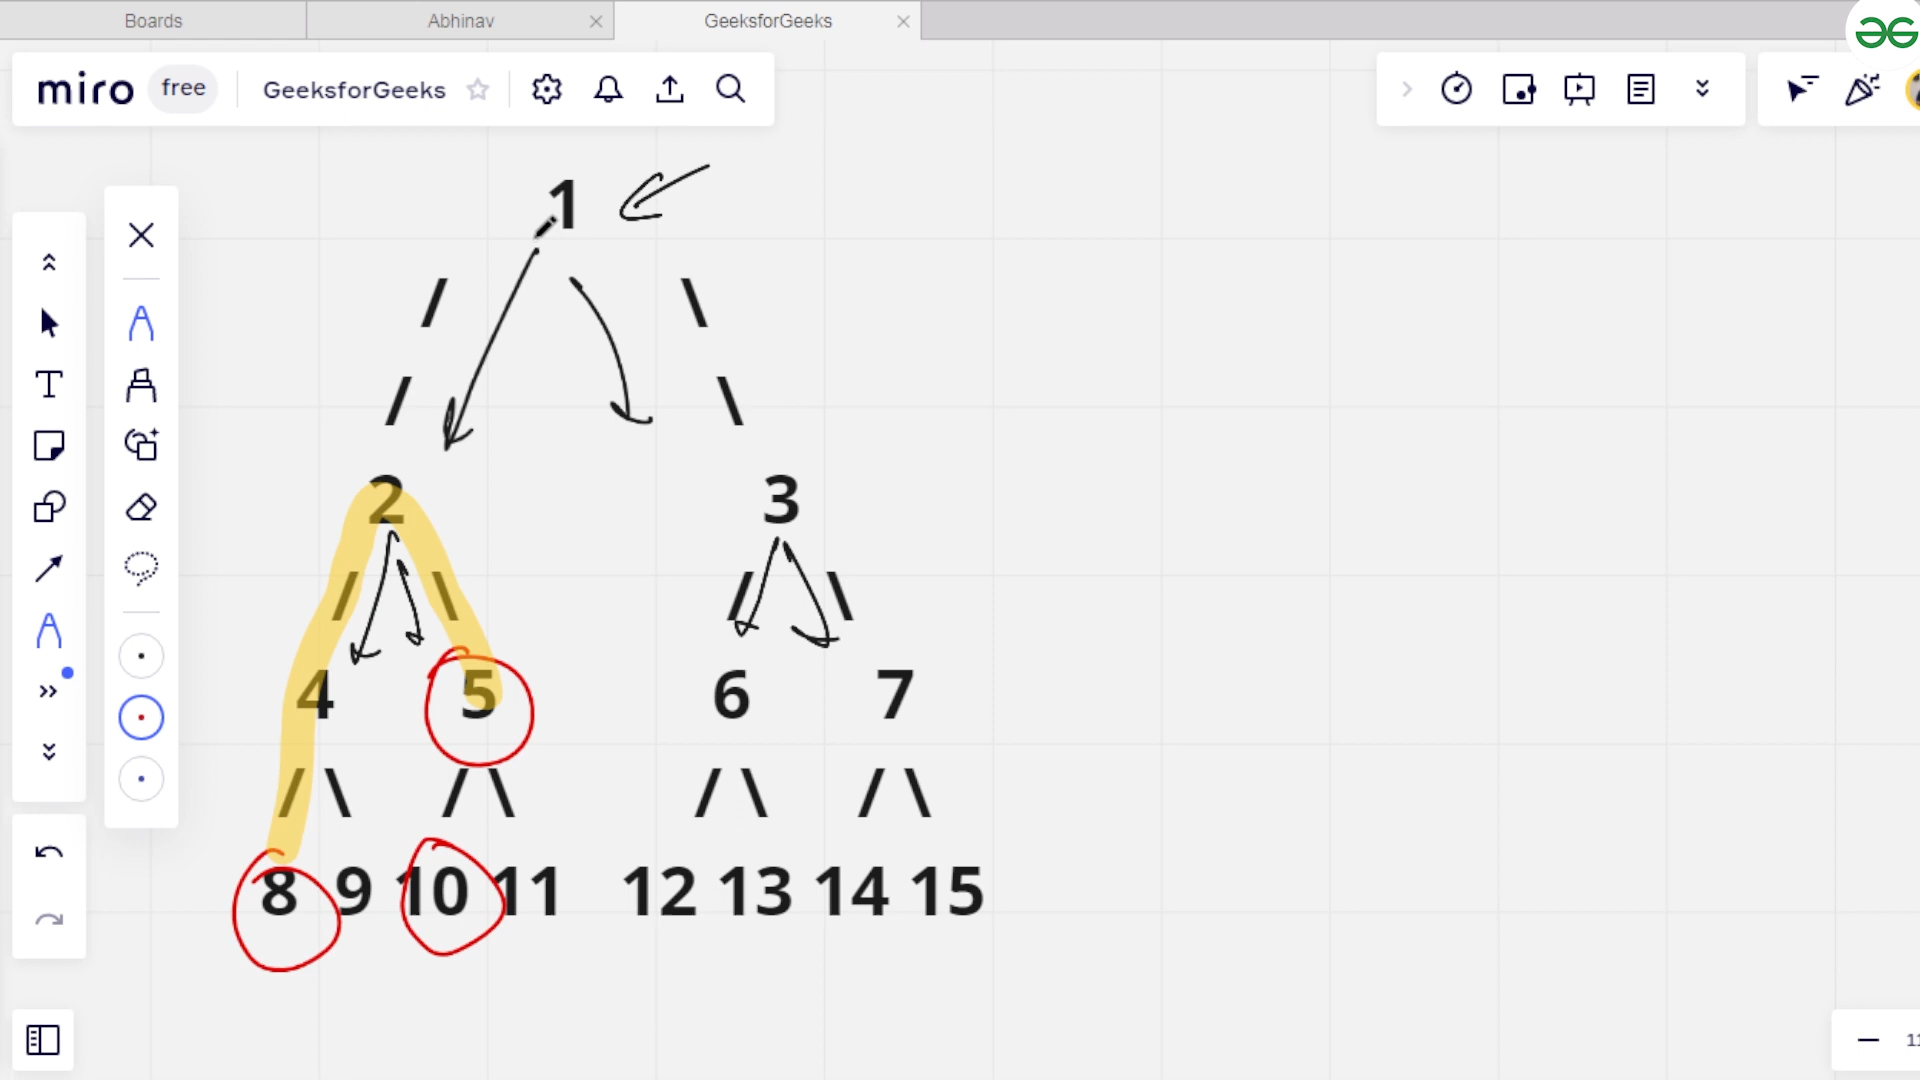 Boards Abhinav GeeksforGeeks
miro free GeeksforGeeks
1
/ \
/ \
2 3
/ \ / \
4 5 6 7
/ \ / \ / \ / \
8 9 10 11 12 13 14 15